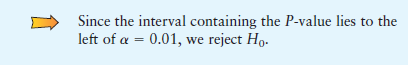 Since the interval containing the P-value lies to the
left of α = 0.01, we reject H₀.